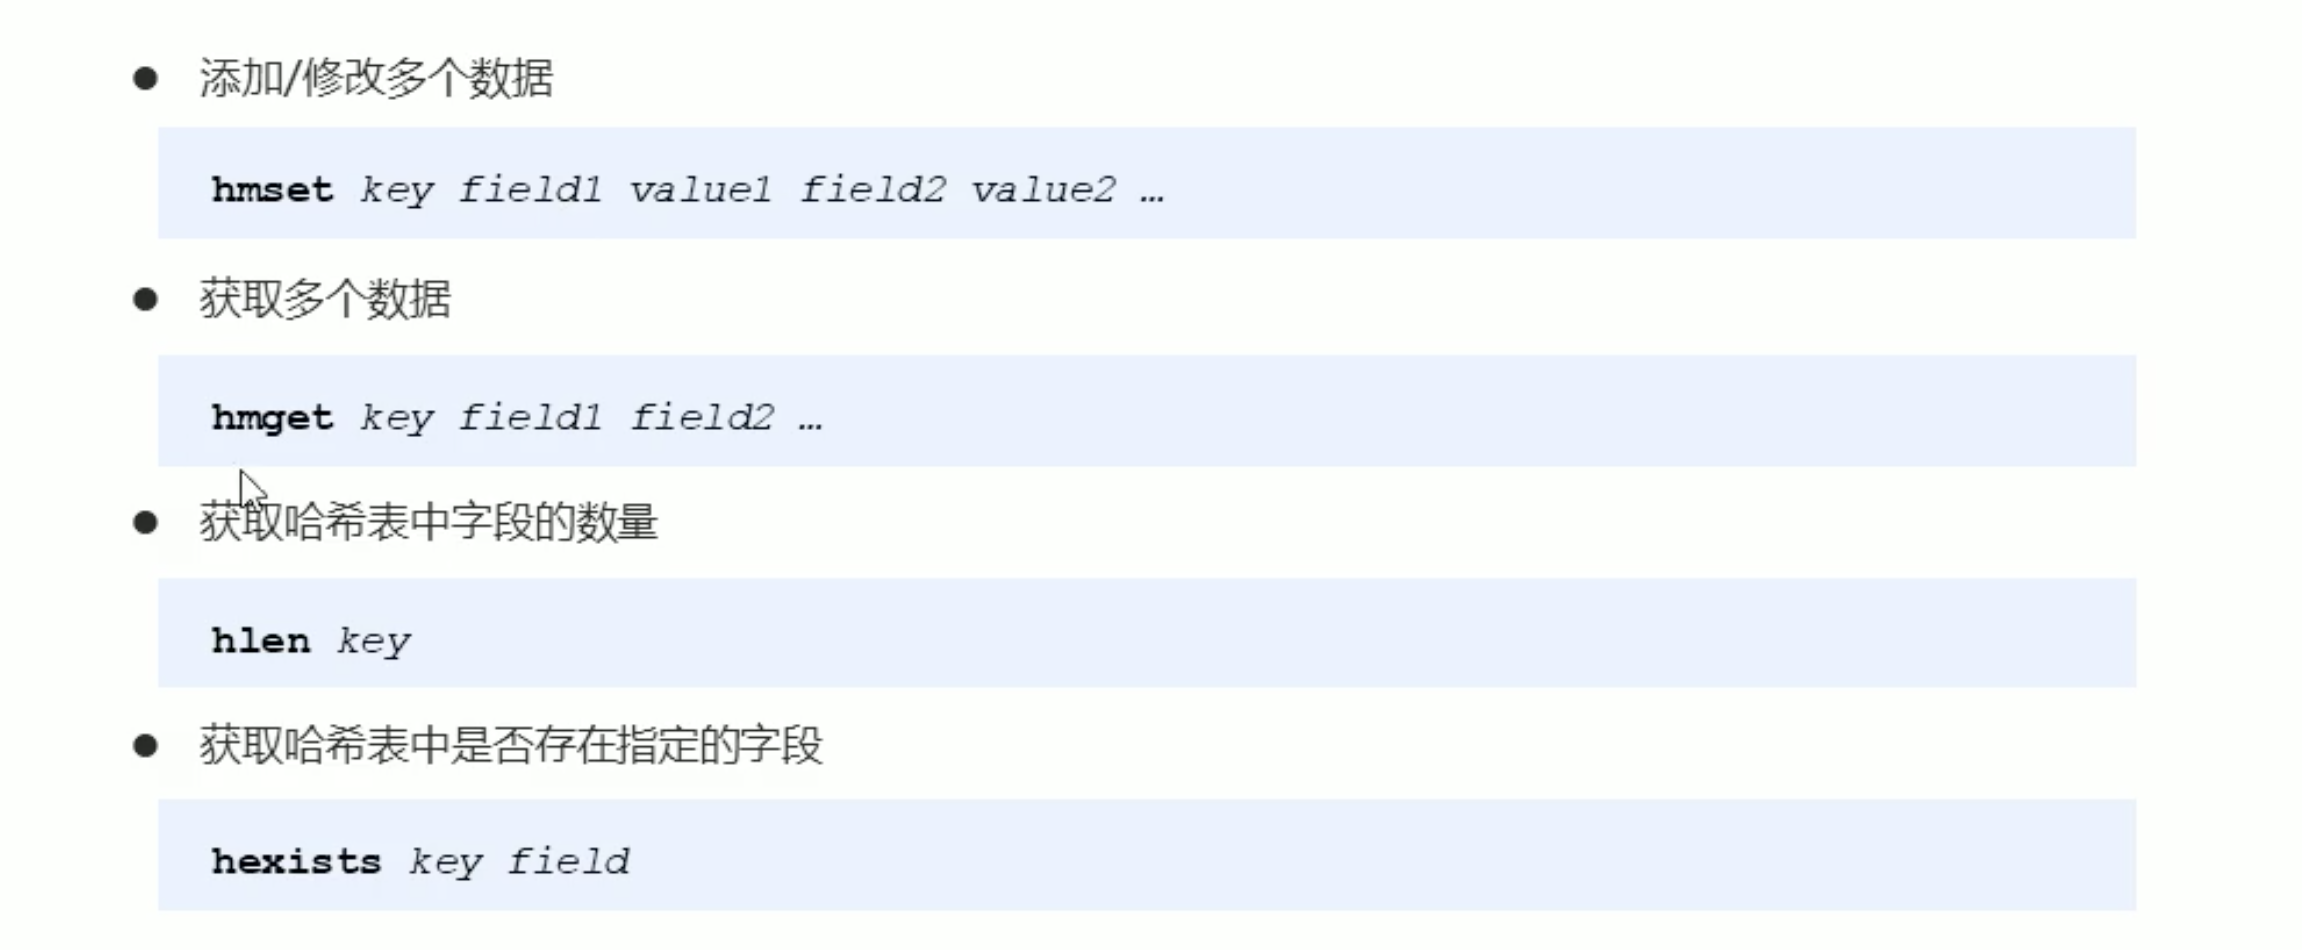 ● 添加/修改多个数据
hmset key field1 value1 field2 value2 …
● 获取多个数据
hmget key field1 field2 …
● 获取哈希表中字段的数量
hlen key
● 获取哈希表中是否存在指定的字段
hexists key field